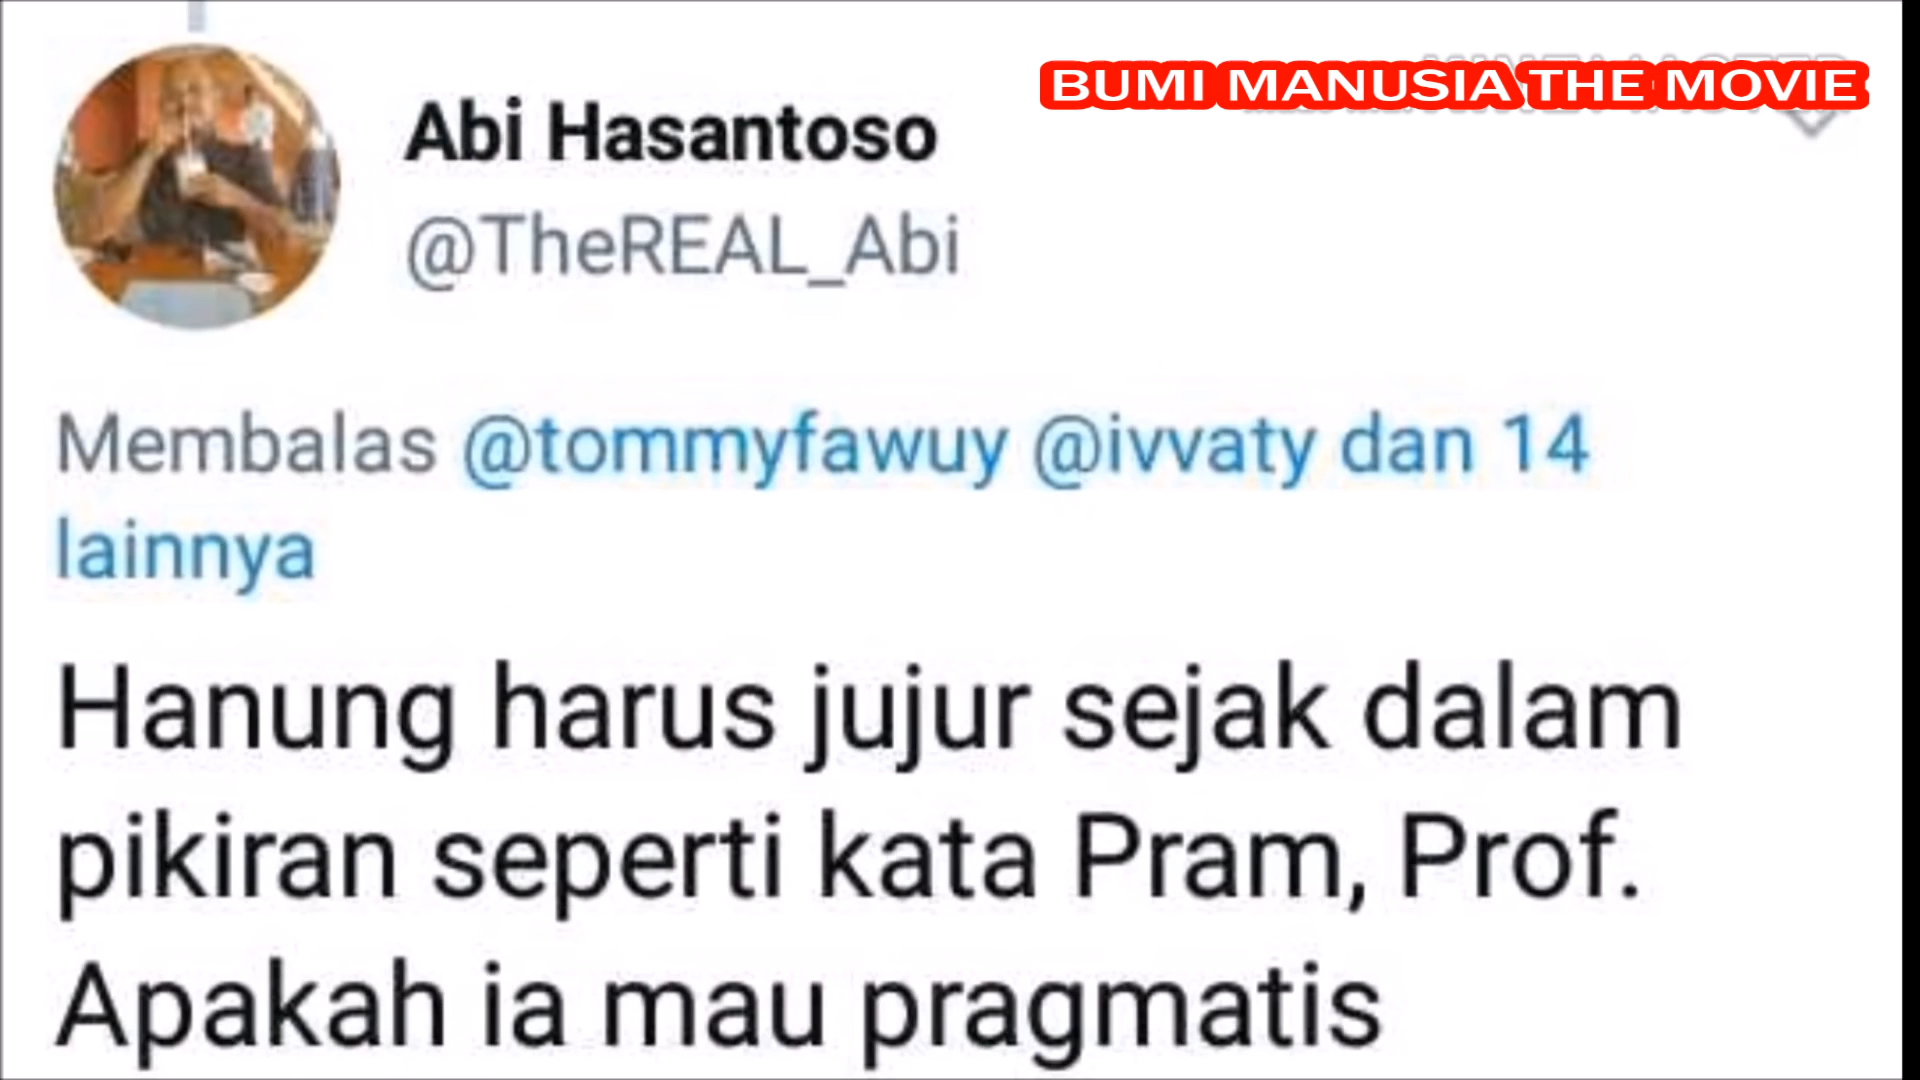 BUMI MANUSIA THE MOVIE
Abi Hasantoso
@TheREAL_Abi
Membalas @tommyfawuy @ivvaty dan 14
lainnya
Hanung harus jujur sejak dalam
pikiran seperti kata Pram, Prof.
Apakah ia mau pragmatis